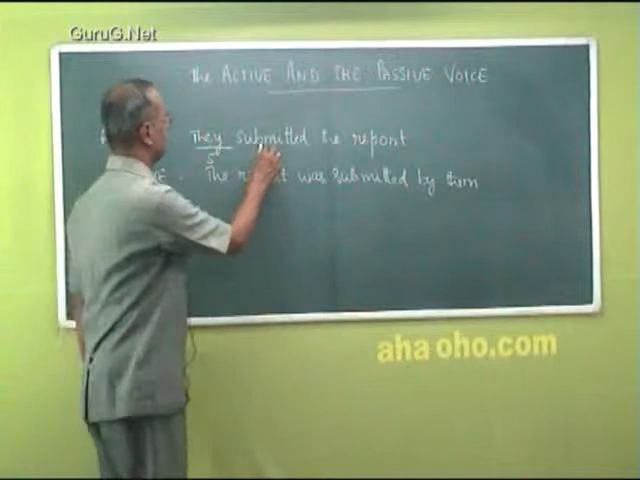 GuruG.Net
the ACTIVE AND THE PASSIVE VOICE
They submitted the report
S
The was submitted by them
aha oho.com